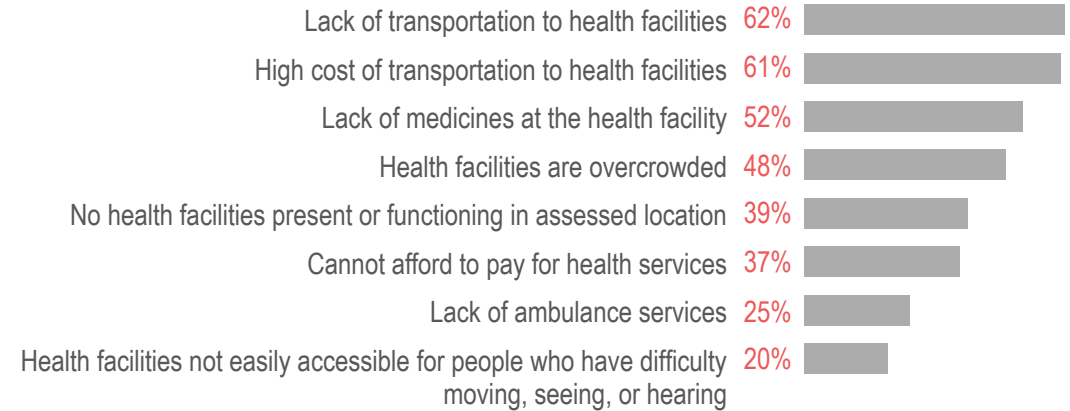 Lack of transportation to health facilities 62%
High cost of transportation to health facilities 61%
Lack of medicines at the health facility 52%
Health facilities are overcrowded 48%
No health facilities present or functioning in assessed location 39%
Cannot afford to pay for health services 37%
Lack of ambulance services 25%
Health facilities not easily accessible for people who have difficulty 20%
moving, seeing, or hearing